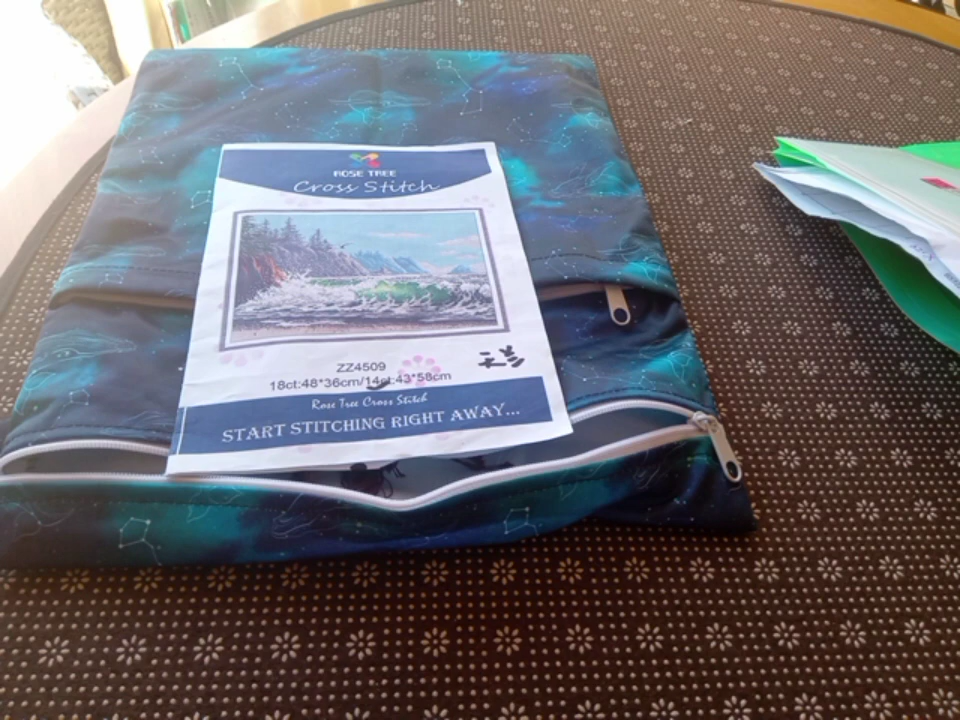 ROSE TREE
Cross Stitch
ZZ4509
18ct:48*36cm/14ct:43*58cm
Rose Tree Cross Stitch
START STITCHING RIGHT AWAY...